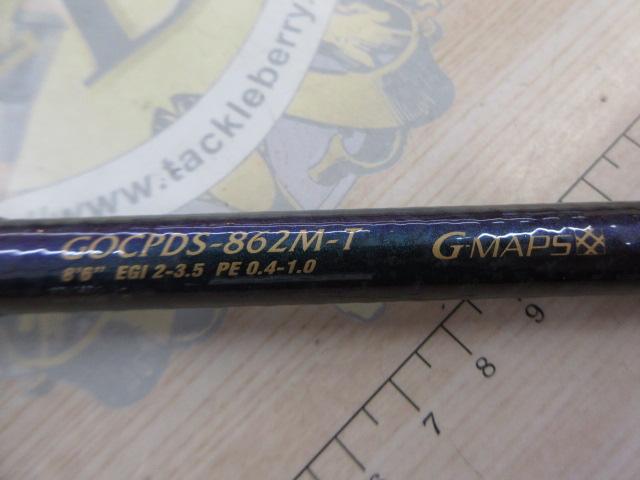 //www.tackleberry.
GOCPDS-862M-T
8'6" EGI 2-3.5 PE 0.4-1.0
G-MAPS
9
8
7